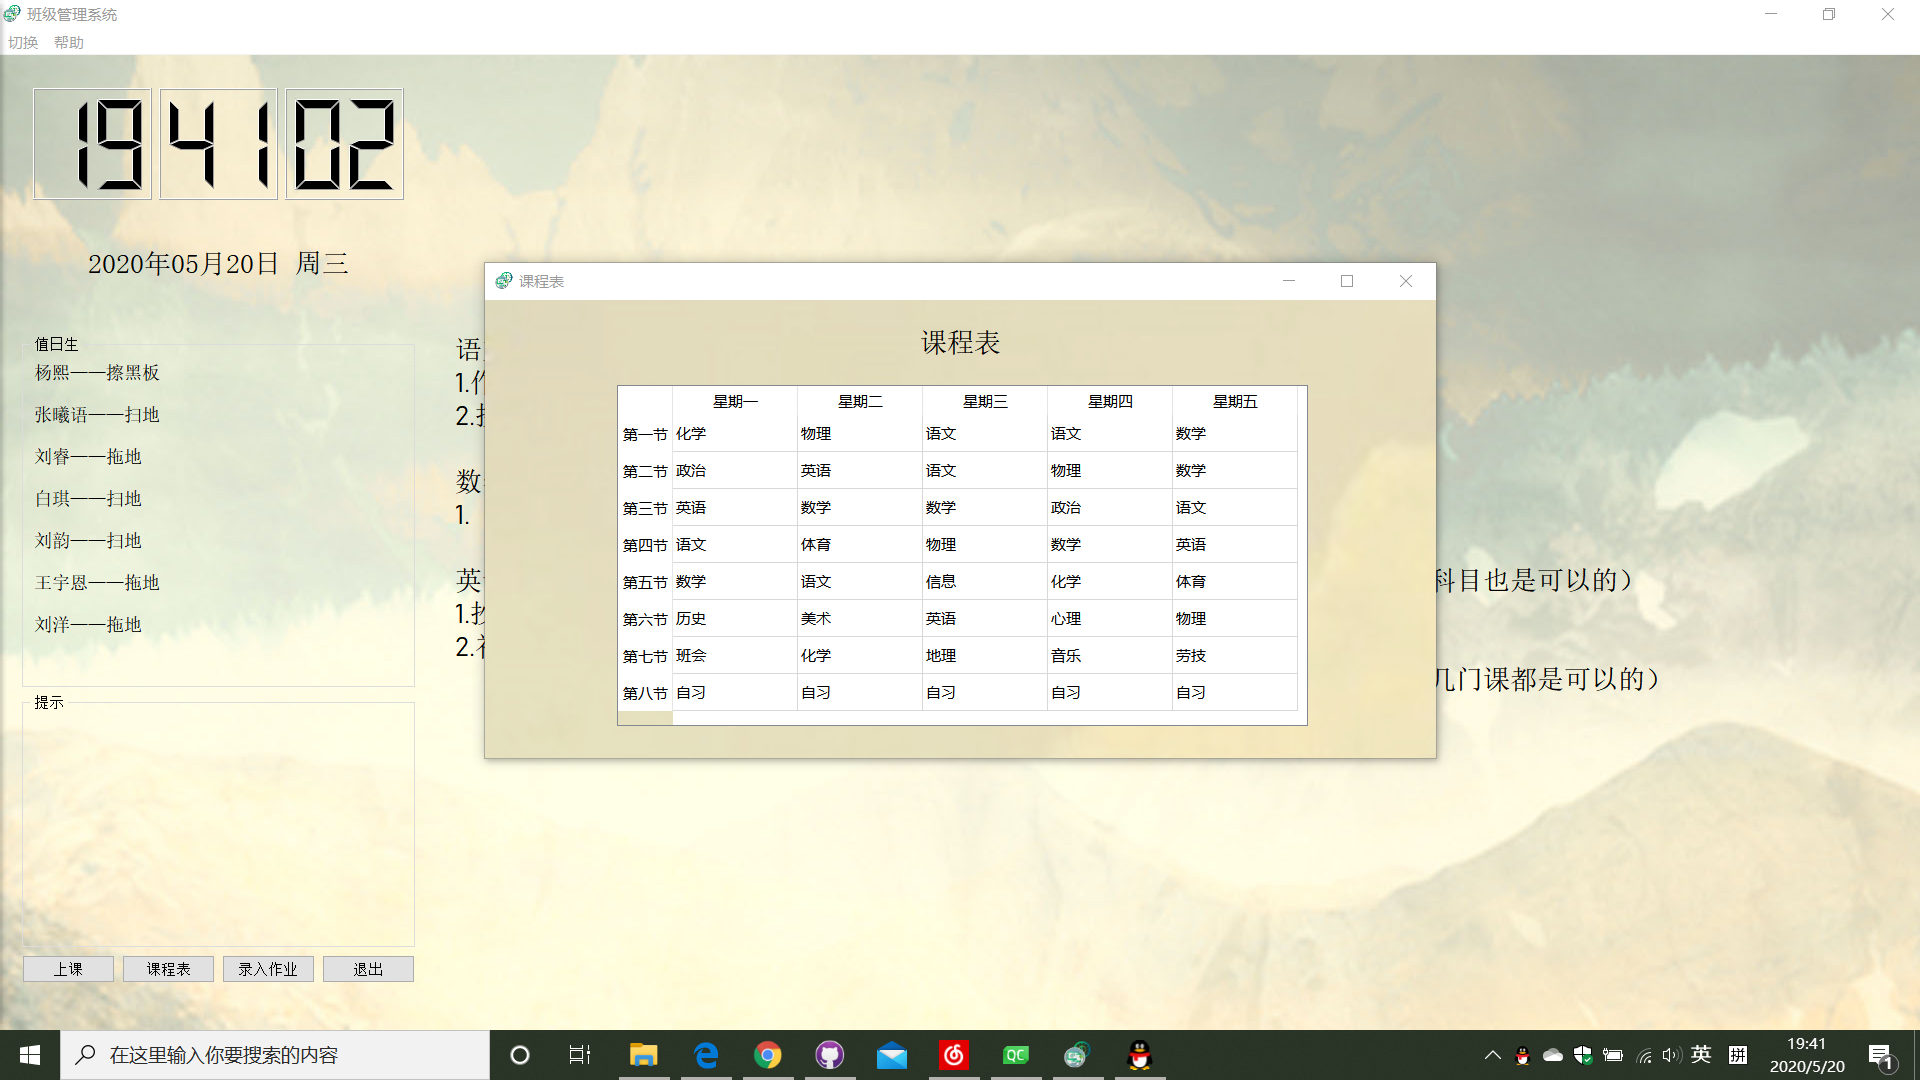 班级管理系统
切换 帮助
19 41 02
2020年05月20日 周三
值日生
杨熙——擦黑板
张曦语——扫地
刘睿——拖地
白琪——扫地
刘韵——扫地
王宇恩——拖地
刘洋——拖地
提示
上课 课程表 录入作业 退出
语
1.作
2.
数
1.
英
1.
2.
科目也是可以的）
几门课都是可以的）
课程表
课程表
星期一 星期二 星期三 星期四 星期五
第一节 化学 物理 语文 语文 数学
第二节 政治 英语 语文 物理 数学
第三节 英语 数学 数学 政治 语文
第四节 语文 体育 物理 数学 英语
第五节 数学 语文 信息 化学 体育
第六节 历史 美术 英语 心理 物理
第七节 班会 化学 地理 音乐 劳技
第八节 自习 自习 自习 自习 自习
在这里输入你要搜索的内容
QC
英 拼
19:41
2020/5/20
1